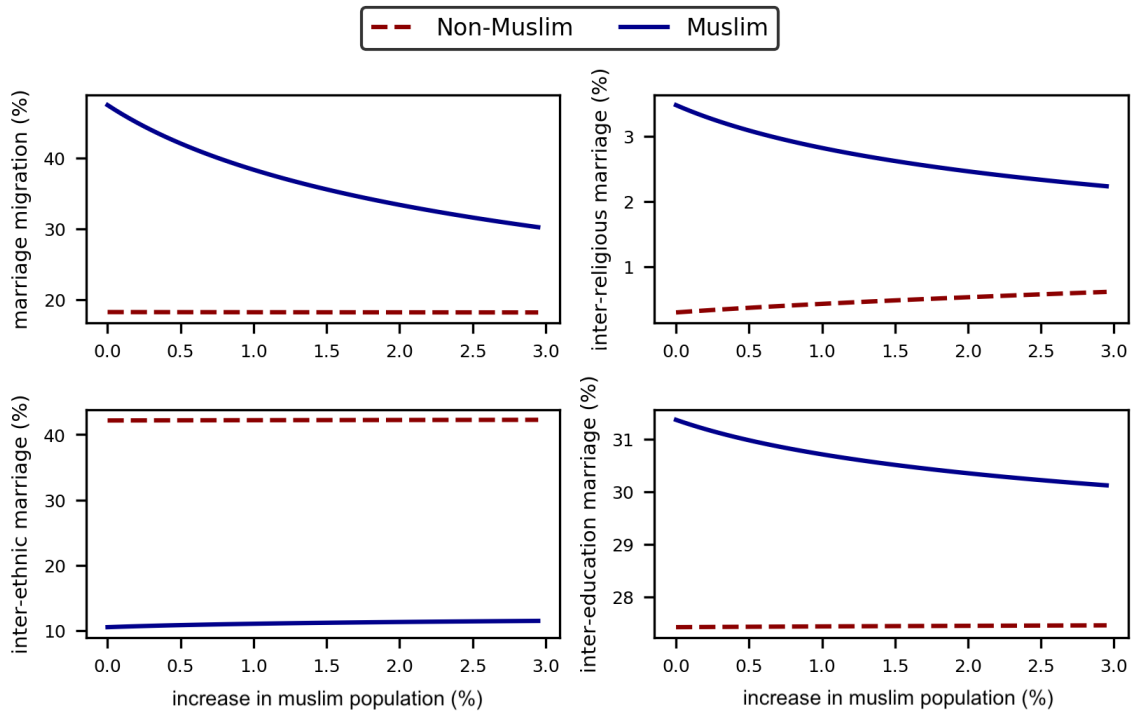 Non-Muslim Muslim
marriage migration (%)
40
30
20
0.0 0.5 1.0 1.5 2.0 2.5 3.0
inter-religious marriage (%)
3
2
1
0.0 0.5 1.0 1.5 2.0 2.5 3.0
inter-ethnic marriage (%)
40
30
20
10
0.0 0.5 1.0 1.5 2.0 2.5 3.0
increase in muslim population (%)
inter-education marriage (%)
31
30
29
28
0.0 0.5 1.0 1.5 2.0 2.5 3.0
increase in muslim population (%)